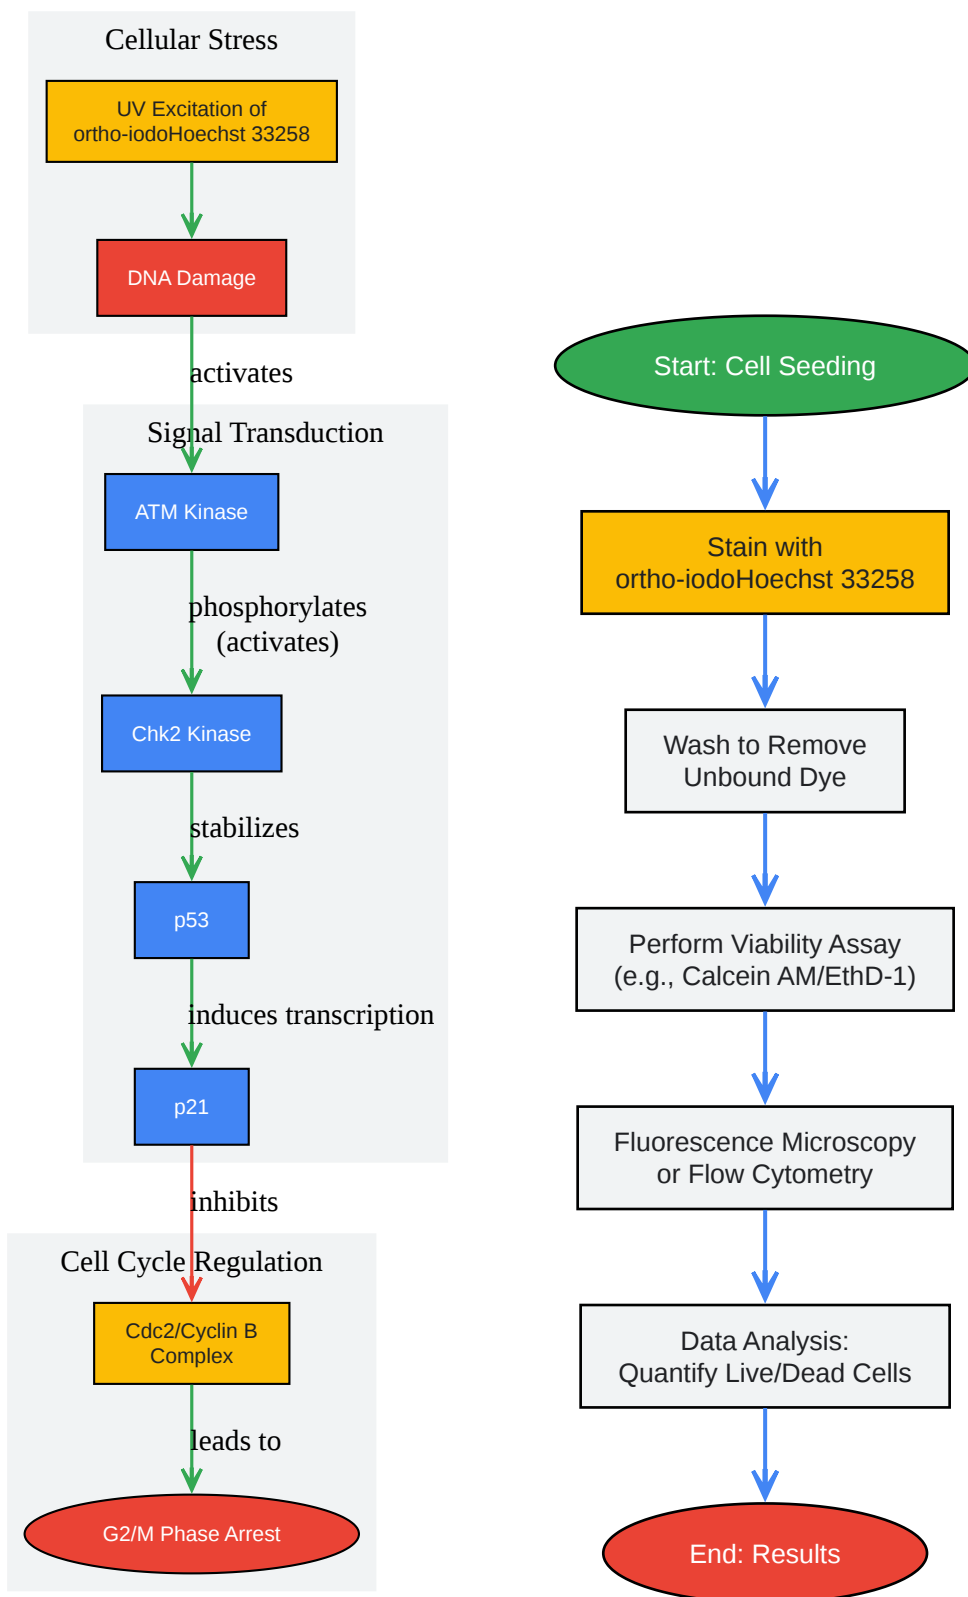 Cellular Stress
UV Excitation of
ortho-iodoHoechst 33258
DNA Damage
activates
Signal Transduction
ATM Kinase
phosphorylates
(activates)
Chk2 Kinase
stabilizes
p53
induces transcription
p21
inhibits
Cell Cycle Regulation
Cdc2/Cyclin B
Complex
leads to
G2/M Phase Arrest
Start: Cell Seeding
Stain with
ortho-iodoHoechst 33258
Wash to Remove
Unbound Dye
Perform Viability Assay
(e.g., Calcein AM/EthD-1)
Fluorescence Microscopy
or Flow Cytometry
Data Analysis:
Quantify Live/Dead Cells
End: Results